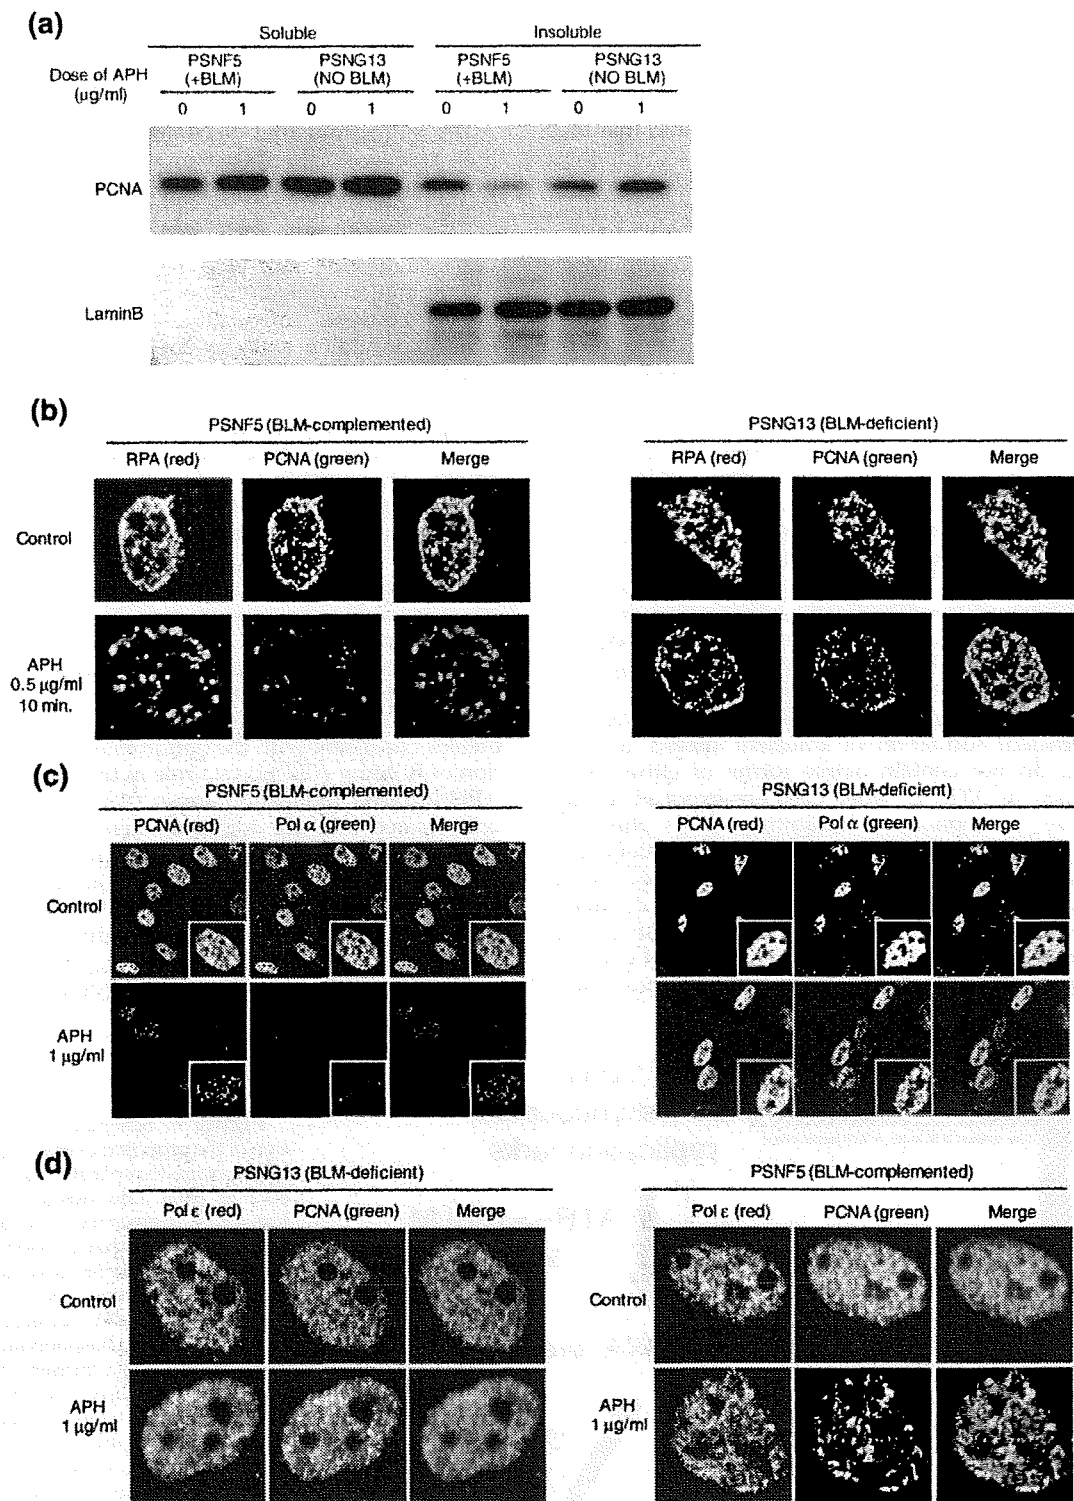 (a)
Soluble Insoluble
Dose of APH (µg/ml) PSNF5 (+BLM) PSNG13 (NO BLM) PSNF5 (+BLM) PSNG13 (NO BLM)
0 1 0 1 0 1 0 1
PCNA
LaminB
(b)
PSNF5 (BLM-complemented) PSNG13 (BLM-deficient)
RPA (red) PCNA (green) Merge RPA (red) PCNA (green) Merge
Control
APH
0.5 µg/ml
10 min.
(c)
PSNF5 (BLM-complemented) PSNG13 (BLM-deficient)
PCNA (red) Pol α (green) Merge PCNA (red) Pol α (green) Merge
Control
APH
1 µg/ml
(d)
PSNG13 (BLM-deficient) PSNF5 (BLM-complemented)
Pol ε (red) PCNA (green) Merge Pol ε (red) PCNA (green) Merge
Control Control
APH APH
1 µg/ml 1 µg/ml